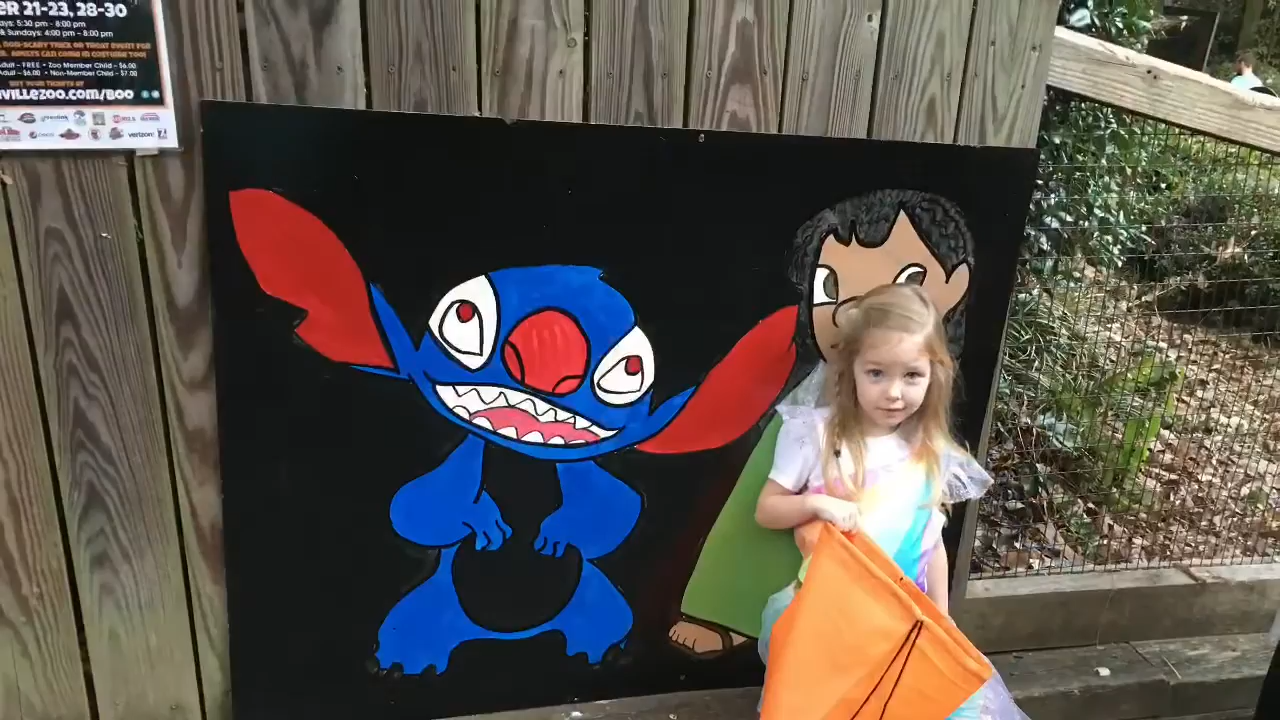 ER 21-23, 28-30
ays: 5:30 pm - 8:00 pm
& Sundays: 4:00 pm - 8:00 pm
NON-SCARY TRICK OR TREAT EVENT FOR
ADULTS CAN COME IN COSTUME TOO!
Adult - FREE • Zoo Member Child - $6.00
Adult - $6.00 • Non-Member Child - $7.00
BUY YOUR TICKETS AT
VILLEZOO.COM/BOO
pepsi
verizon